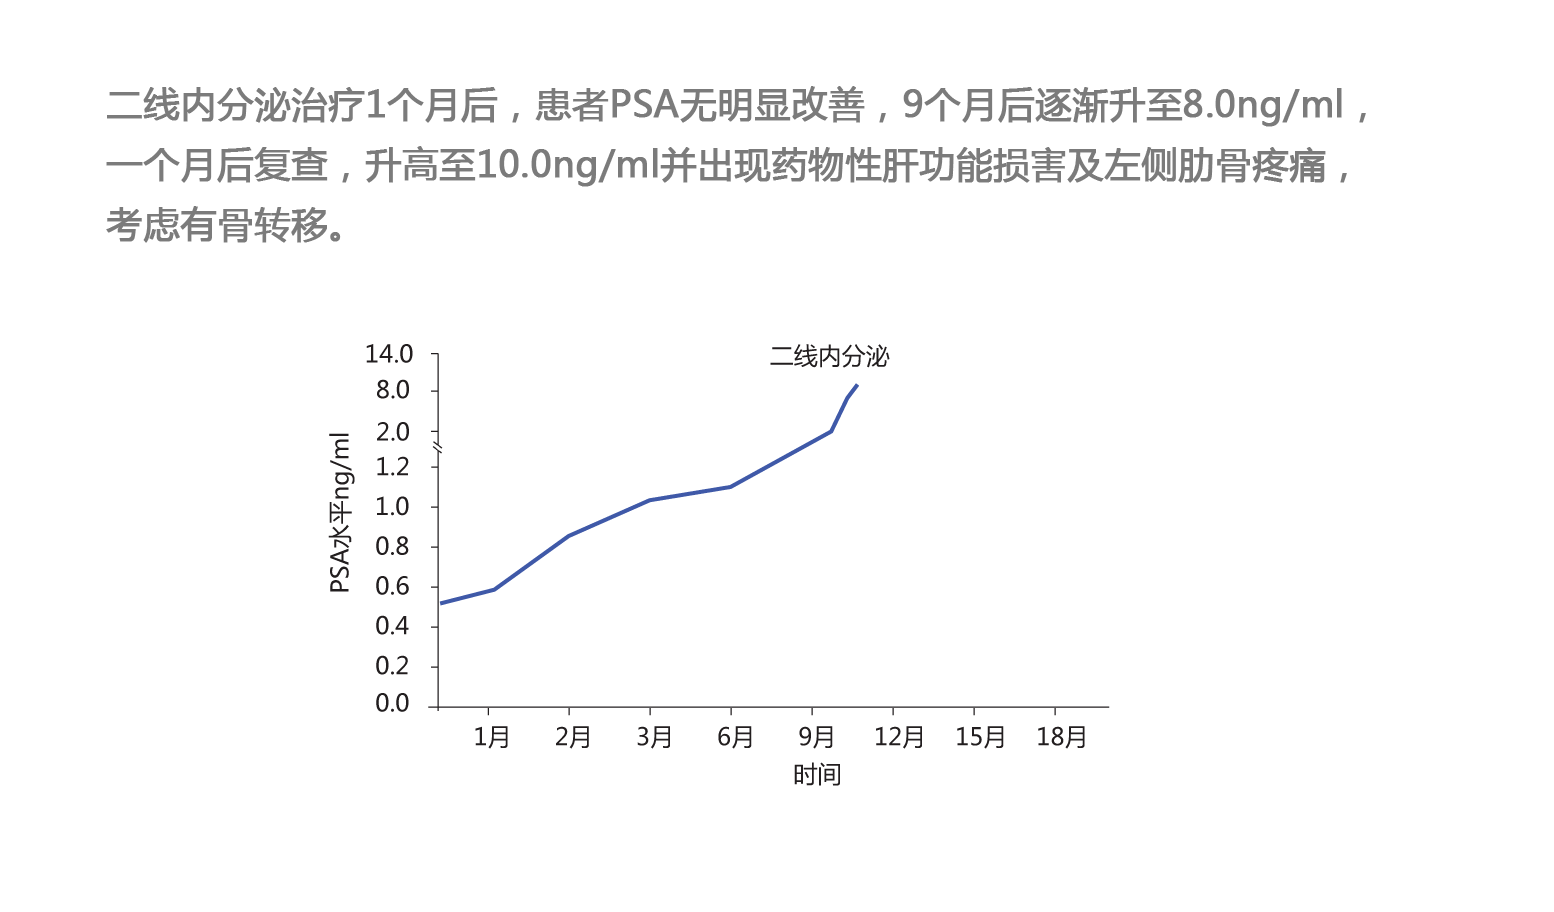 二线内分泌治疗1个月后，患者PSA无明显改善，9个月后逐渐升至8.0ng/ml，
一个月后复查，升高至10.0ng/ml并出现药物性肝功能损害及左侧肋骨疼痛，
考虑有骨转移。
二线内分泌
14.0
8.0
2.0
1.2
1.0
0.8
0.6
0.4
0.2
0.0
PSA水平ng/ml
1月 2月 3月 6月 9月 12月 15月 18月
时间